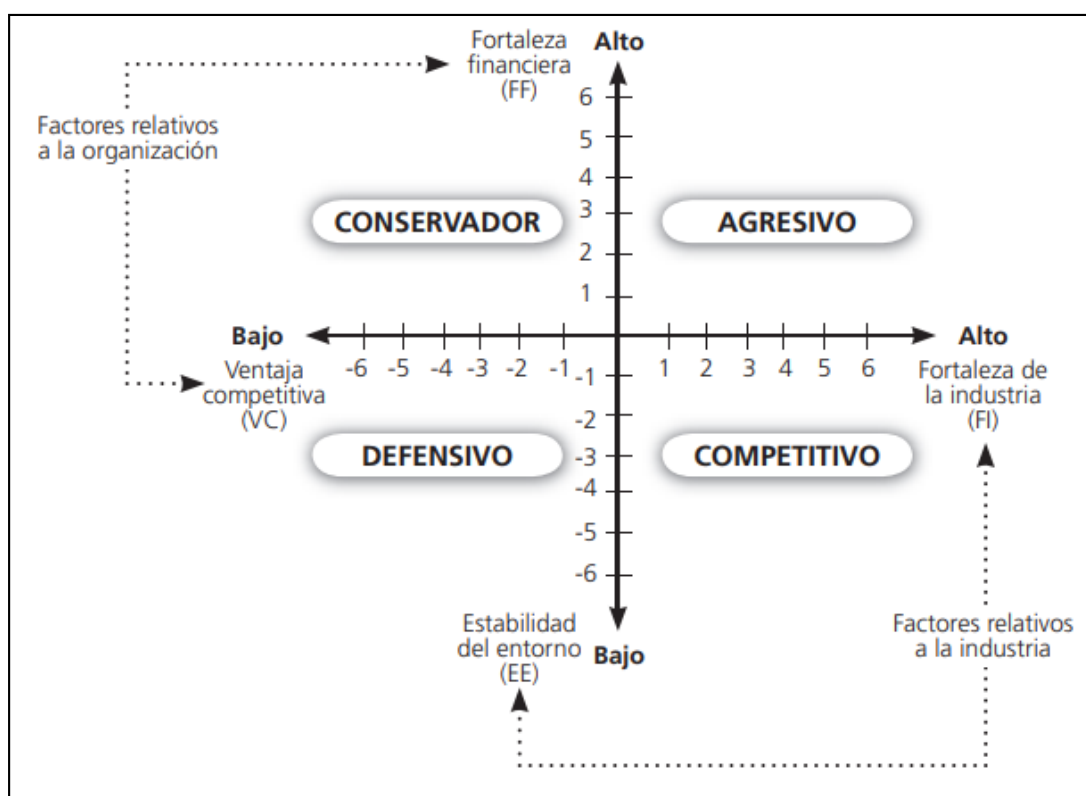 Fortaleza
financiera
(FF)
Alto
Factores relativos
a la organización
6
5
4
3
2
1
CONSERVADOR
AGRESIVO
Bajo
Alto
-6 -5 -4 -3 -2 -1
1 2 3 4 5 6
Ventaja
competitiva
(VC)
Fortaleza de
la industria
(FI)
-1
-2
-3
-4
-5
-6
DEFENSIVO
COMPETITIVO
Estabilidad
del entorno
(EE)
Bajo
Factores relativos
a la industria